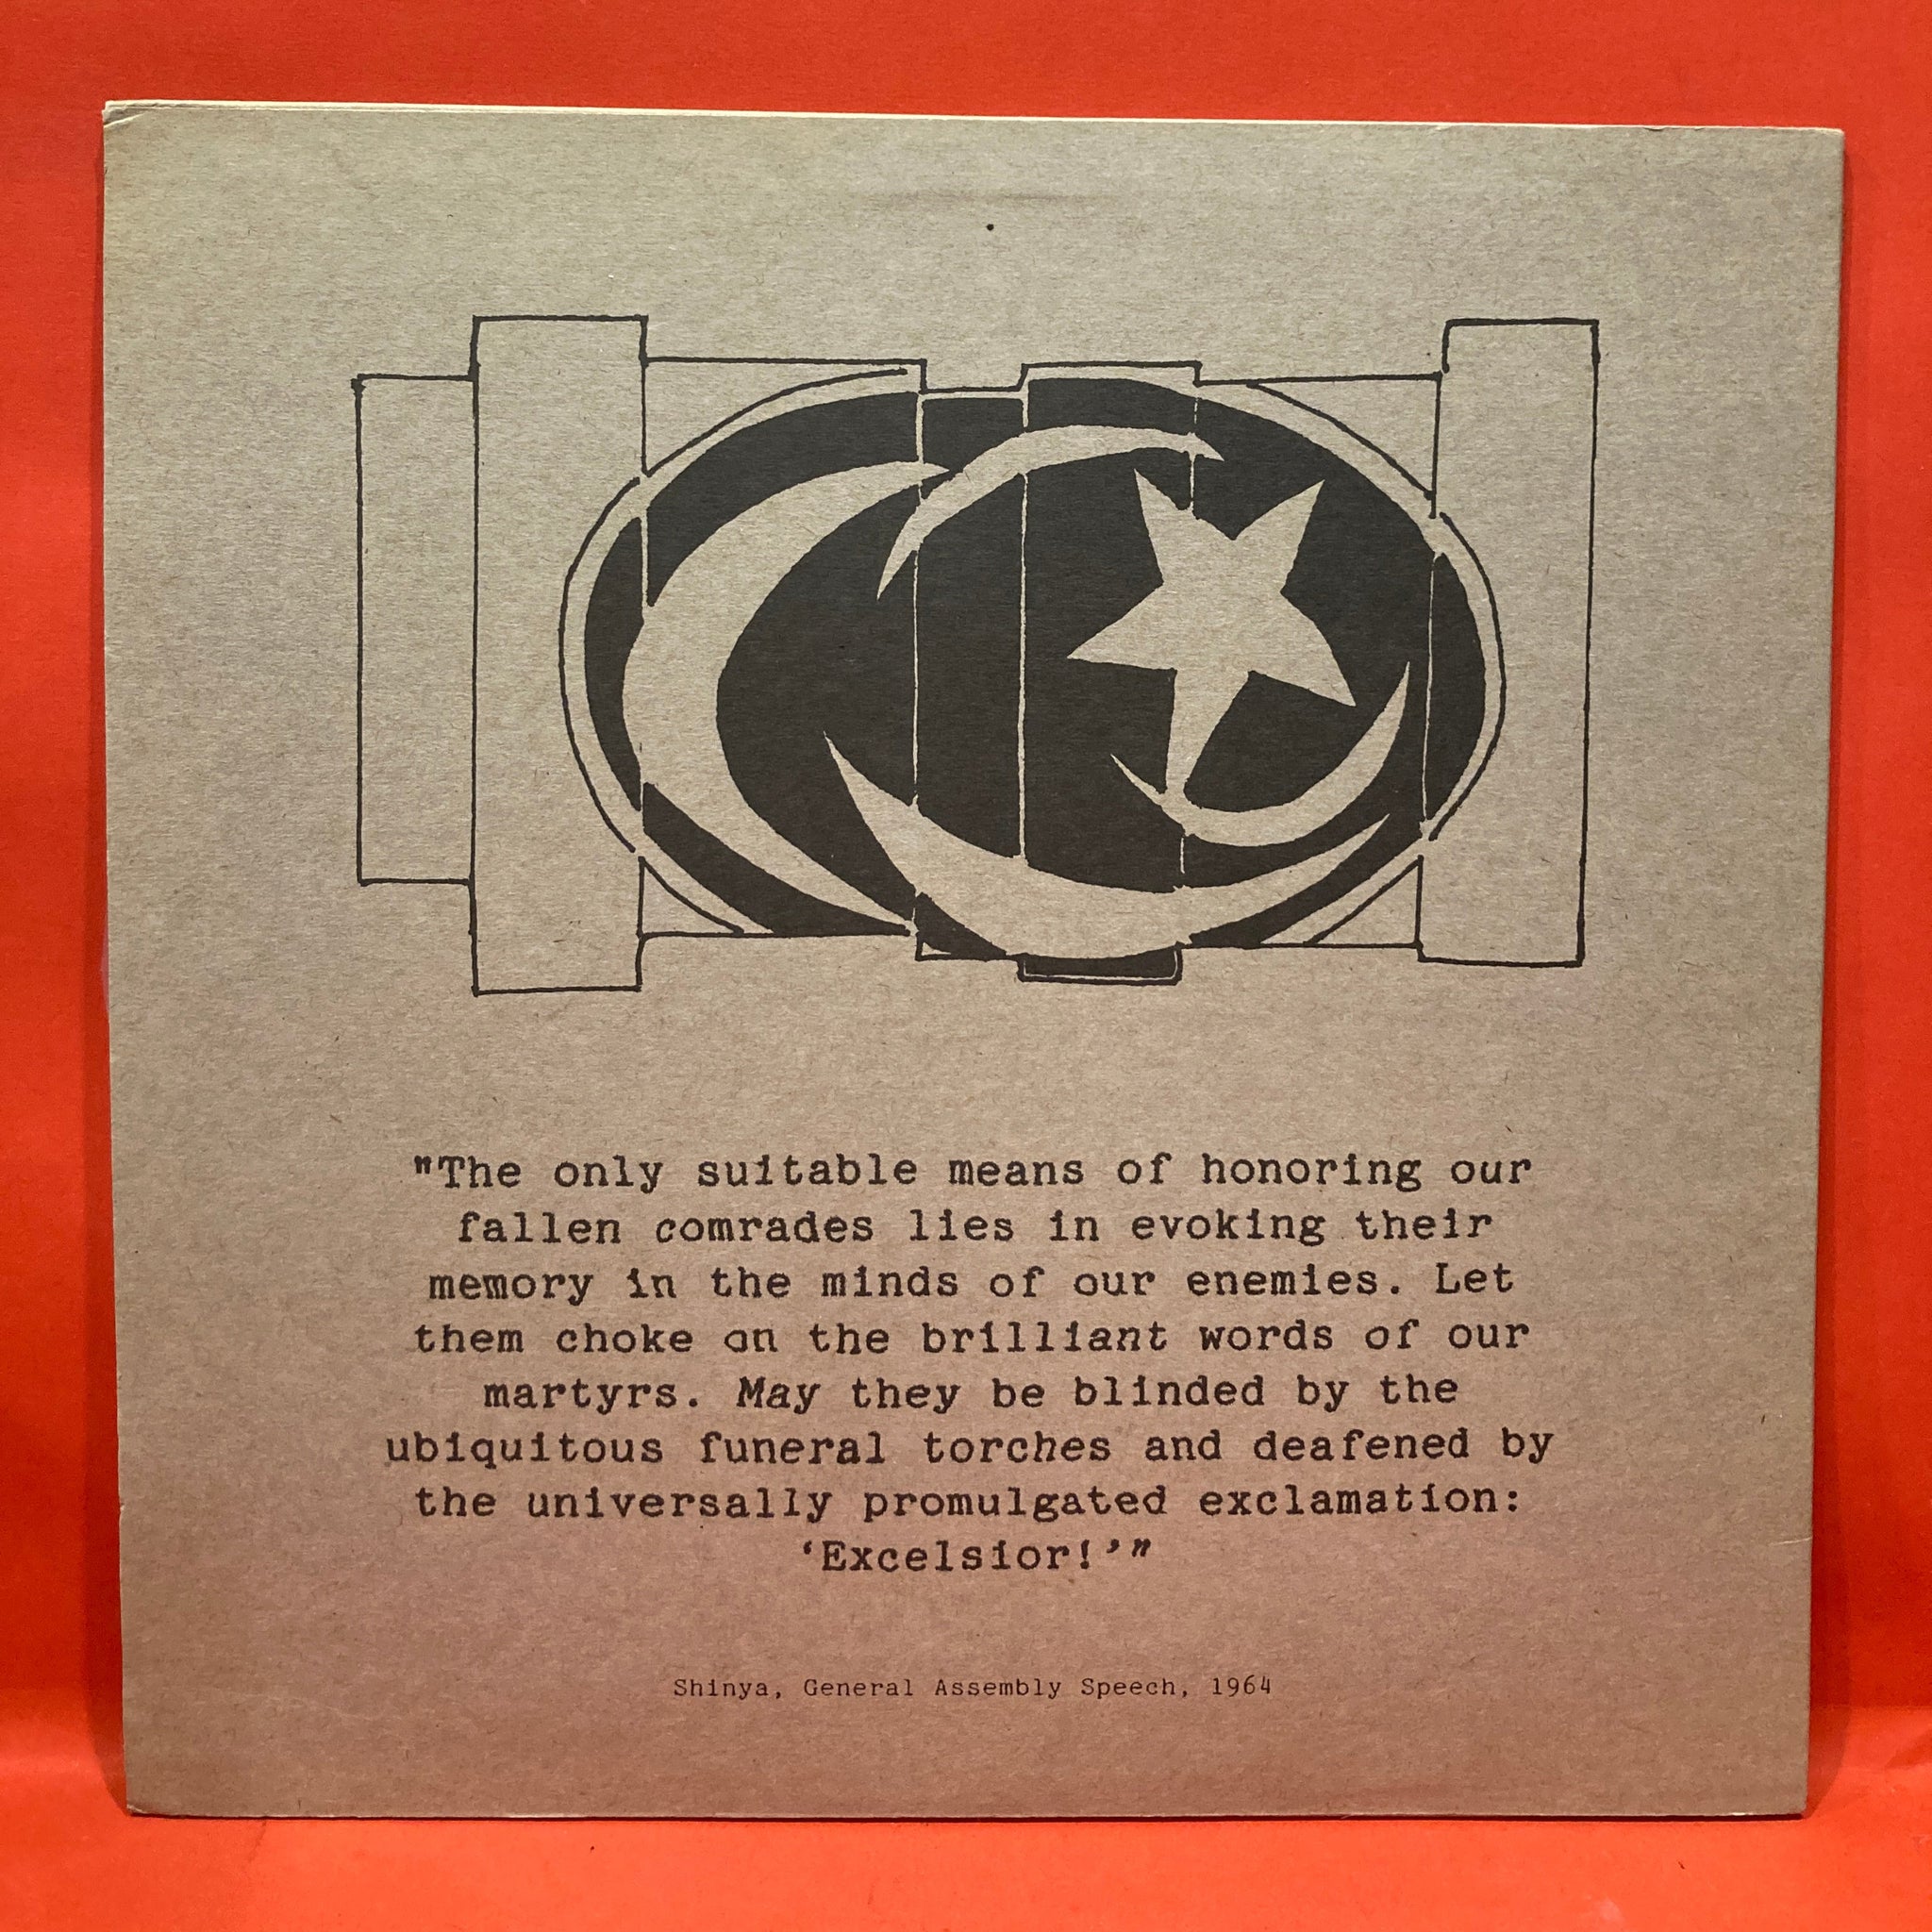 "The only suitable means of honoring our
fallen comrades lies in evoking their
memory in the minds of our enemies. Let
them choke on the brilliant words of our
martyrs. May they be blinded by the
ubiquitous funeral torches and deafened by
the universally promulgated exclamation:
‘Excelsior!’"
Shinya, General Assembly Speech, 1964